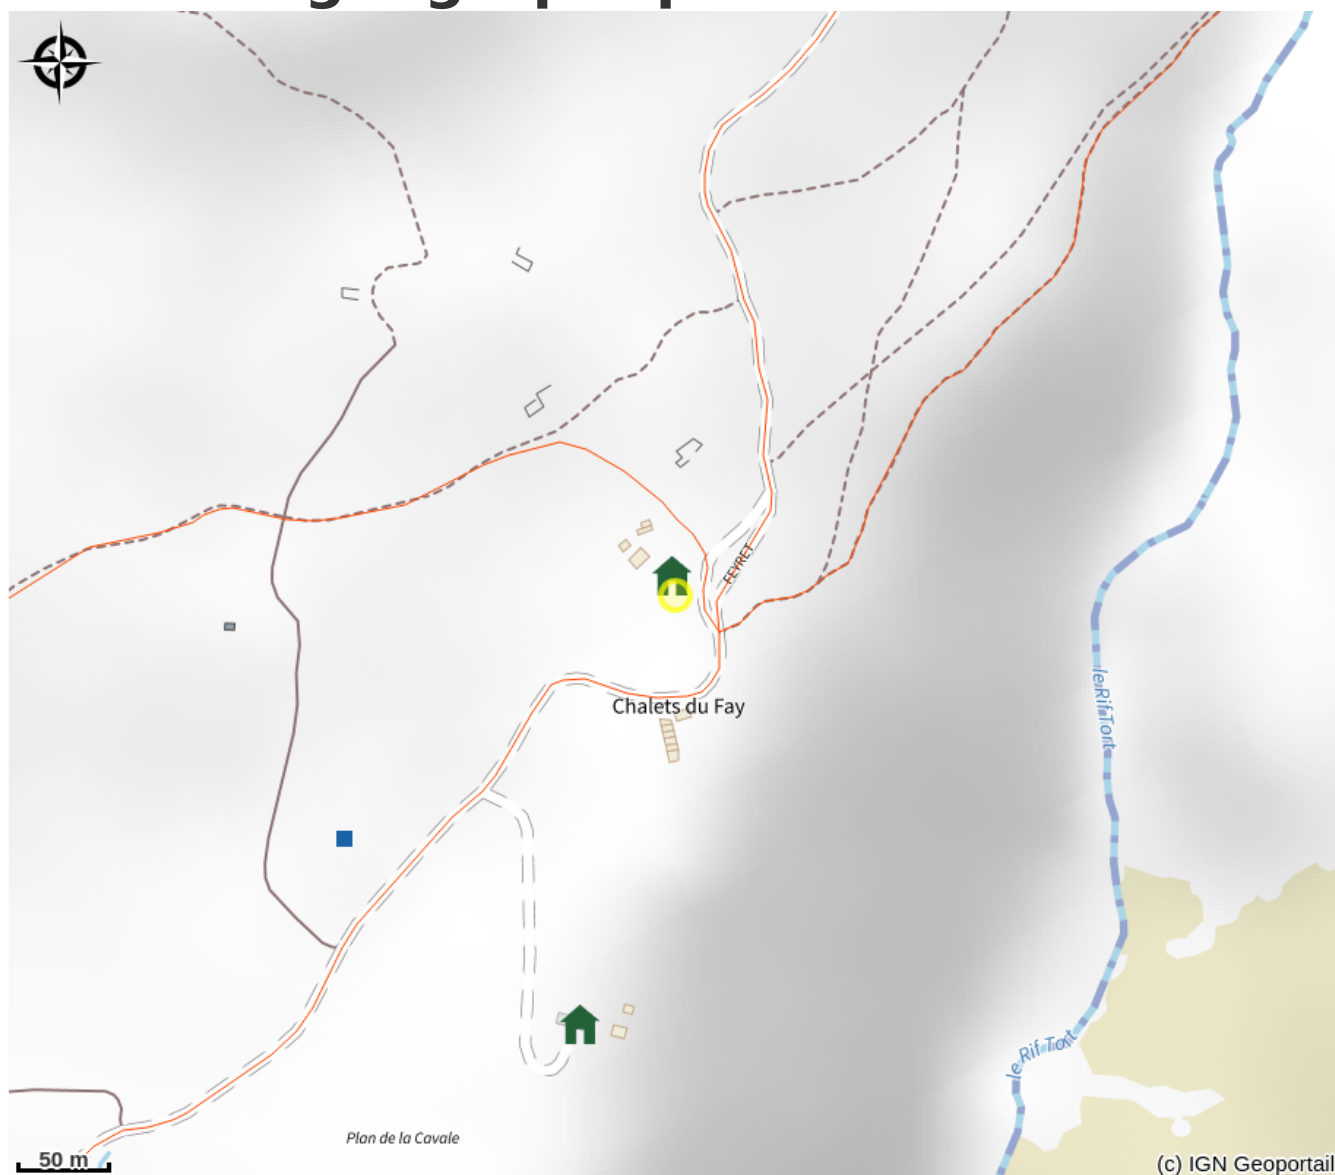 FEYRET
Chalets du Fay
le Rif Tort
le Rif Tort
Plan de la Cavale
50 m
(c) IGN Geoportail